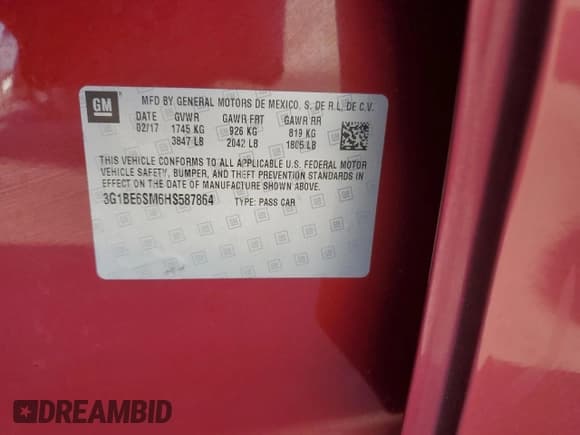 GM
MFD BY GENERAL MOTORS DE MEXICO, S. DE R.L. DE C.V.
DATE GVWR GAWR FRT GAWR RR
02/17 1745 KG 926 KG 819 KG
3847 LB 2042 LB 1805 LB
THIS VEHICLE CONFORMS TO ALL APPLICABLE U.S. FEDERAL MOTOR
VEHICLE SAFETY, BUMPER, AND THEFT PREVENTION STANDARDS IN
EFFECT ON THE DATE OF MANUFACTURE SHOWN ABOVE.
3G1BE6SM6HS587864 TYPE: PASS CAR
DREAMBID